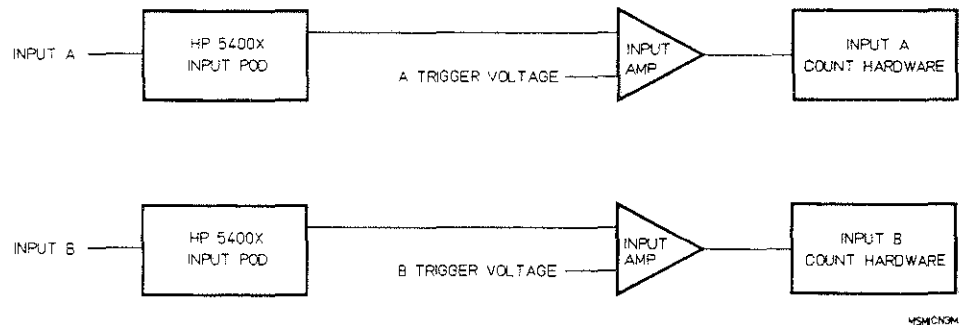 INPUT A
HP 5400X
INPUT POD
A TRIGGER VOLTAGE
INPUT
AMP
INPUT A
COUNT HARDWARE
INPUT B
HP 5400X
INPUT POD
B TRIGGER VOLTAGE
INPUT
AMP
INPUT B
COUNT HARDWARE